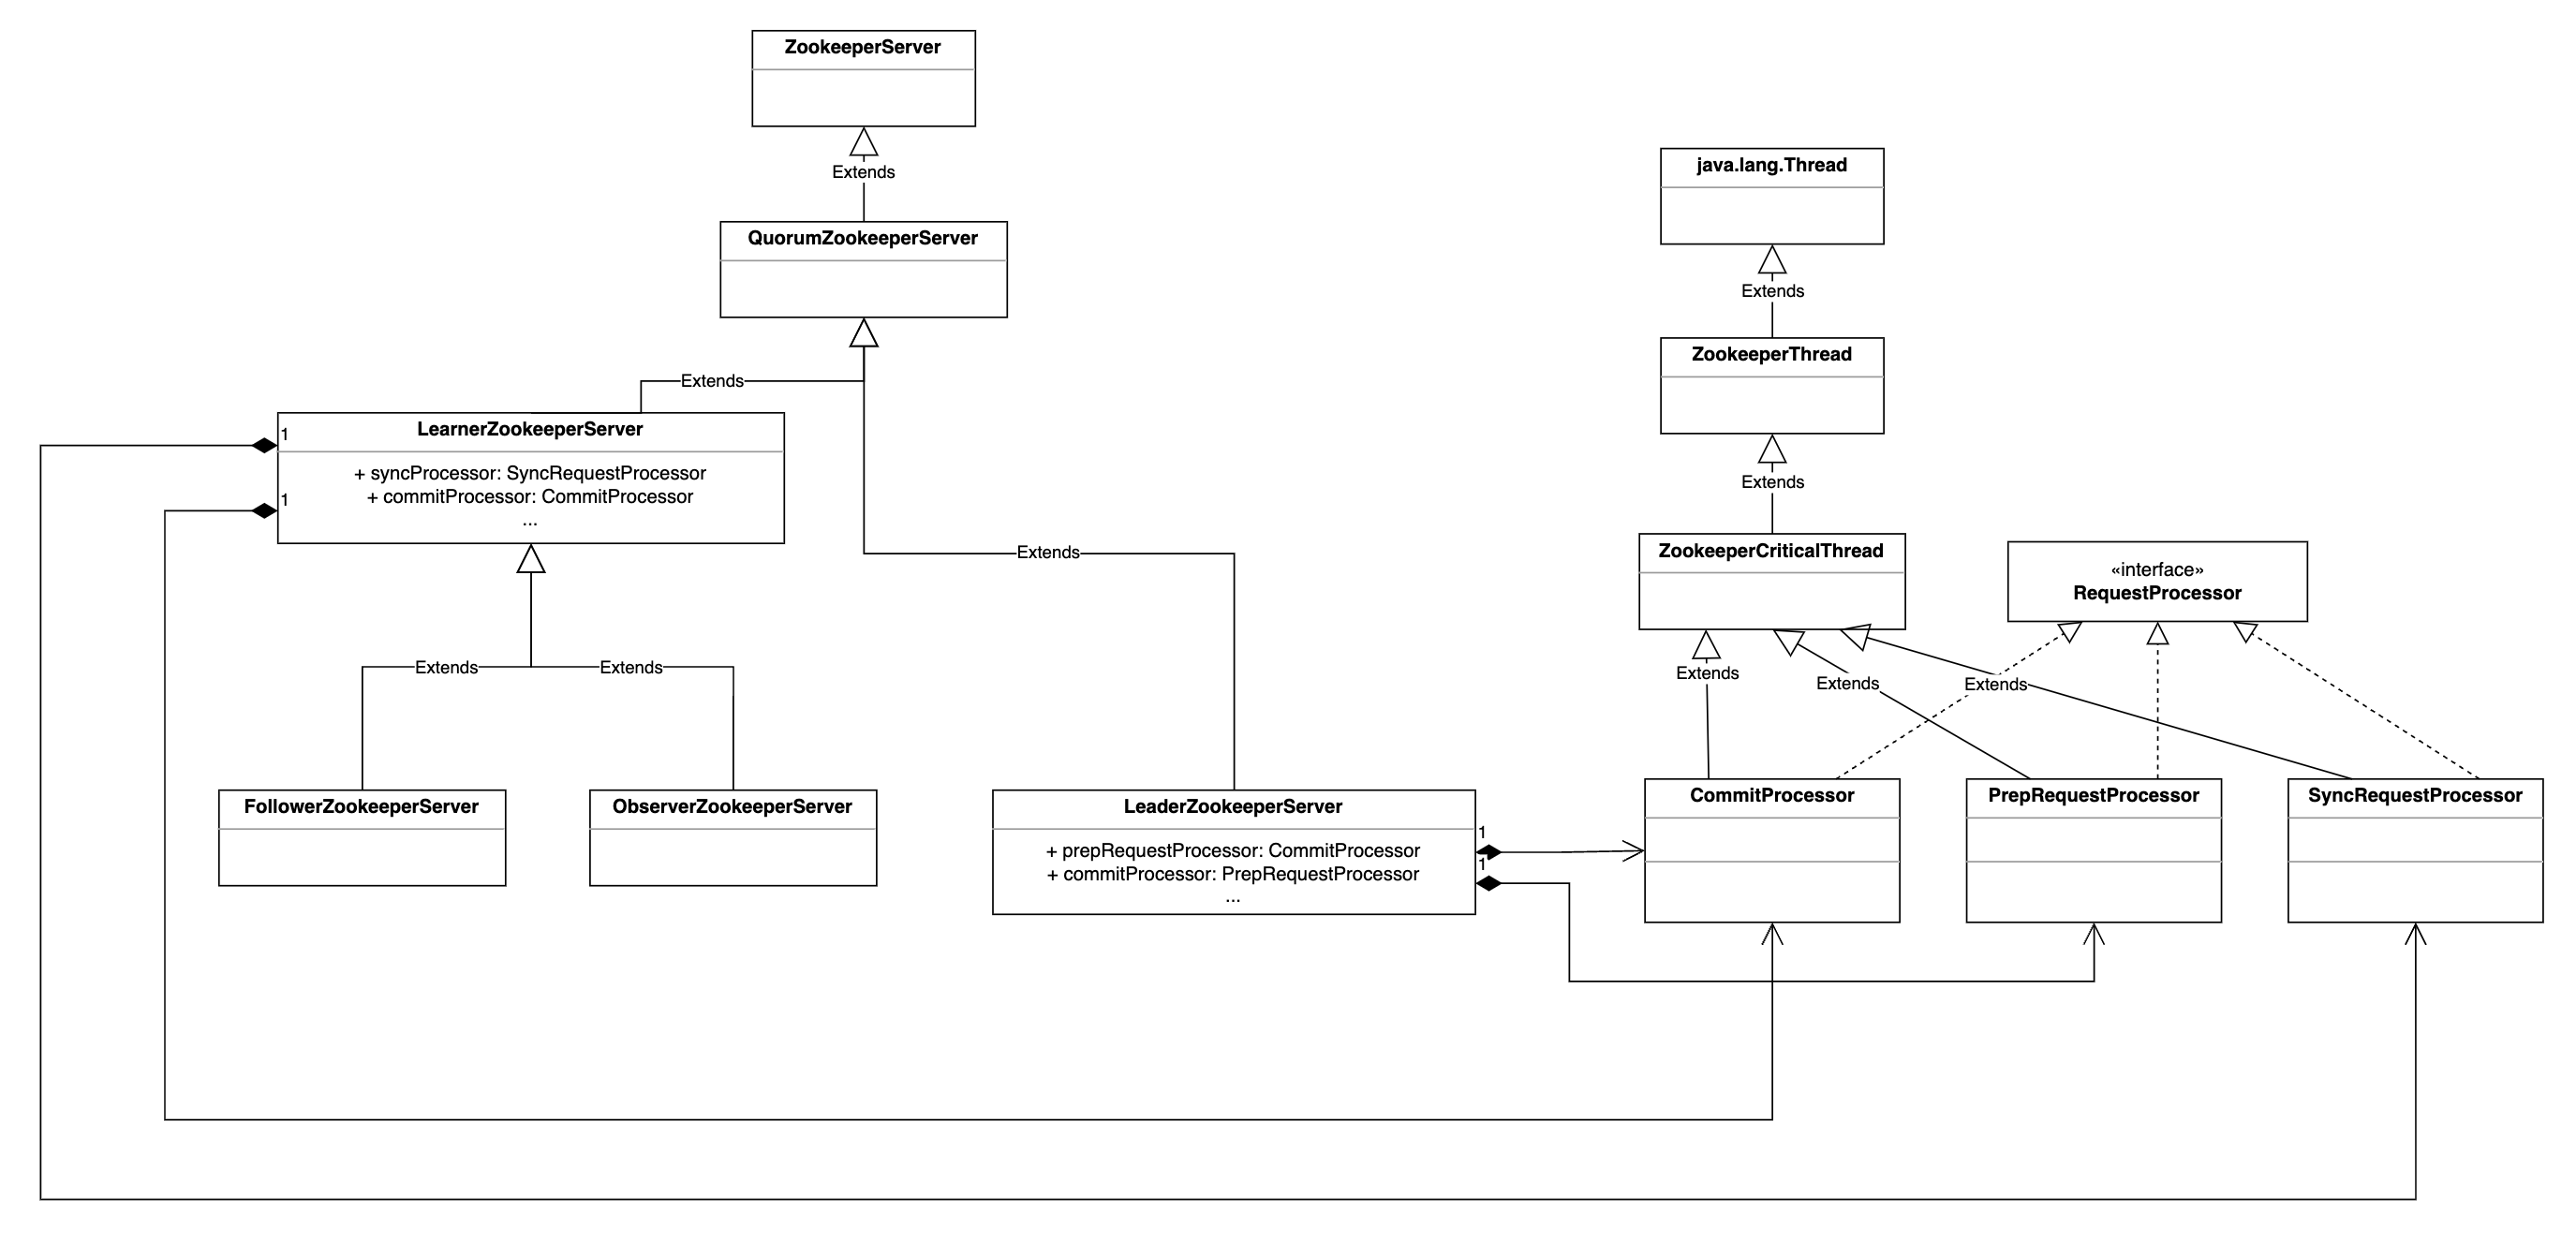 ZookeeperServer
Extends
QuorumZookeeperServer
Extends
LearnerZookeeperServer
1
+ syncProcessor: SyncRequestProcessor
+ commitProcessor: CommitProcessor
1
...
Extends
Extends
Extends
FollowerZookeeperServer
ObserverZookeeperServer
LeaderZookeeperServer
1
+ prepRequestProcessor: CommitProcessor
1
+ commitProcessor: PrepRequestProcessor
...
java.lang.Thread
Extends
ZookeeperThread
Extends
ZookeeperCriticalThread
«interface»
RequestProcessor
Extends
Extends
Extends
CommitProcessor
PrepRequestProcessor
SyncRequestProcessor